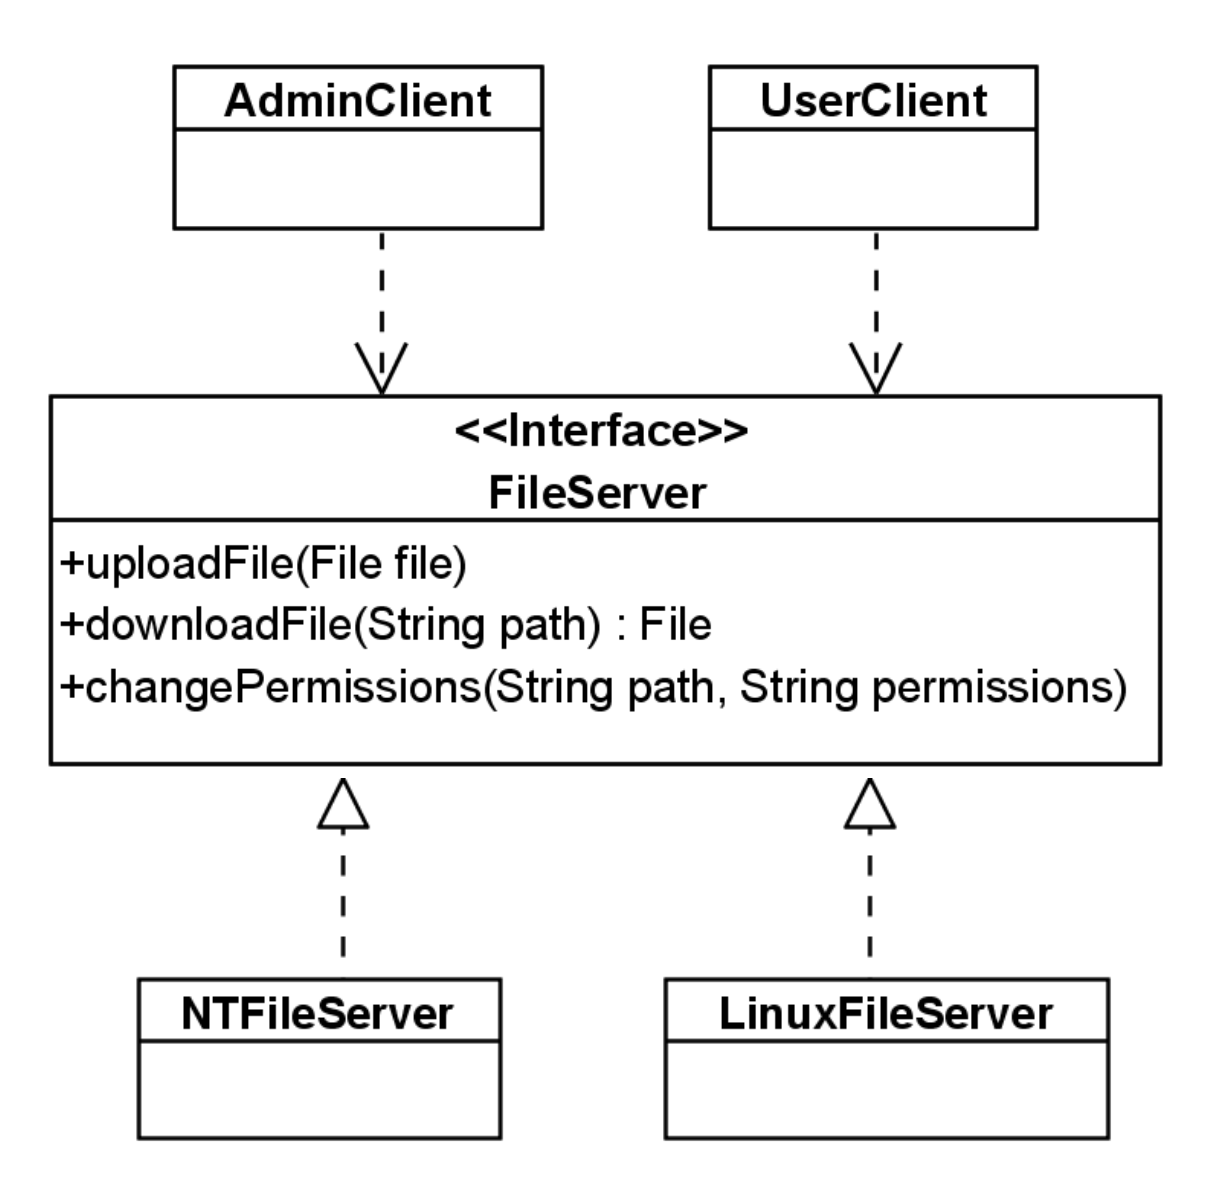 AdminClient
UserClient
<<Interface>>
FileServer
+uploadFile(File file)
+downloadFile(String path) : File
+changePermissions(String path, String permissions)
NTFileServer
LinuxFileServer